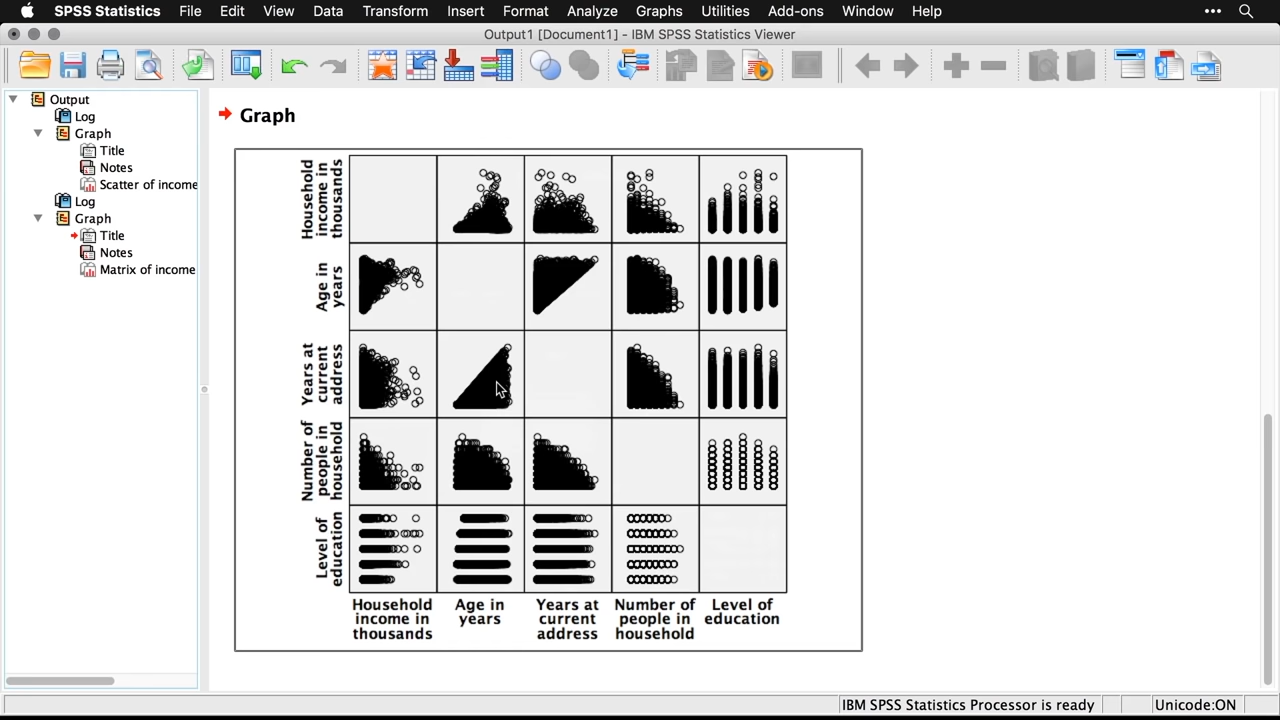 SPSS Statistics File Edit View Data Transform Insert Format Analyze Graphs Utilities Add-ons Window Help
Output1 [Document1] - IBM SPSS Statistics Viewer
Output
Log
Graph
Title
Notes
Scatter of income
Log
Graph
Title
Notes
Matrix of income
Graph
Household
income in
thousands
Age in
years
Years at
current
address
Number of
people in
household
Level of
education
Household
income in
thousands
Age in
years
Years at
current
address
Number of
people in
household
Level of
education
IBM SPSS Statistics Processor is ready
Unicode:ON